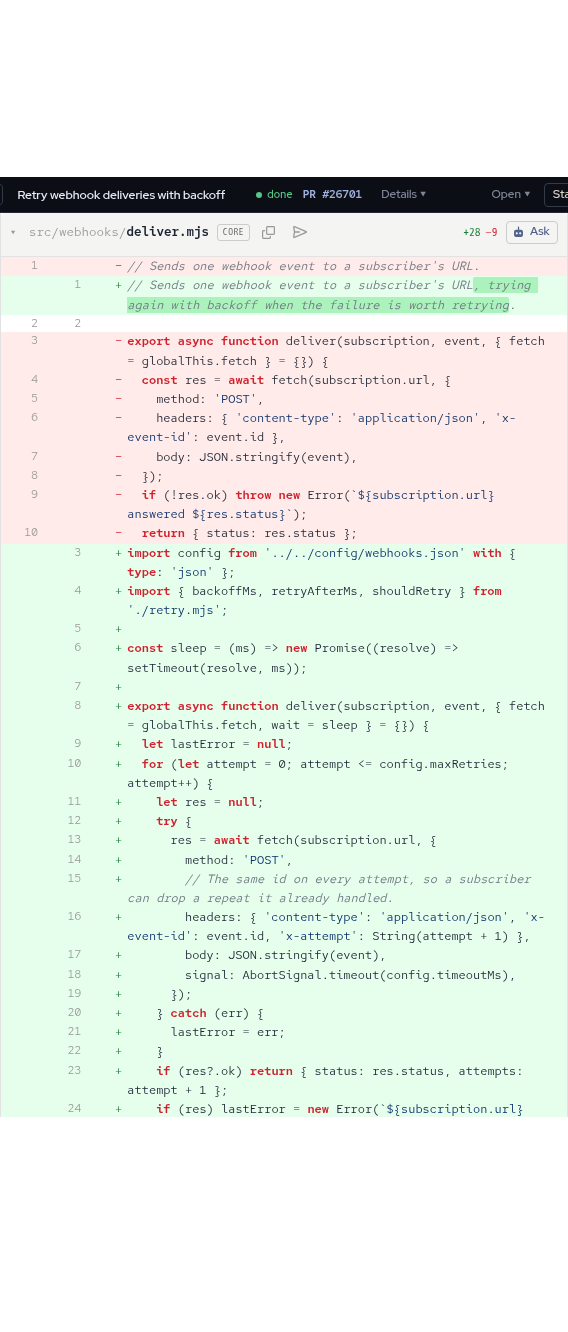 Retry webhook deliveries with backoff done PR #26701 Details Open Sta
src/webhooks/deliver.mjs CORE +28 −9 Ask
1 − // Sends one webhook event to a subscriber's URL.
1 + // Sends one webhook event to a subscriber's URL, trying
again with backoff when the failure is worth retrying.
2 2
3 − export async function deliver(subscription, event, { fetch
= globalThis.fetch } = {}) {
4 −   const res = await fetch(subscription.url, {
5 −     method: 'POST',
6 −     headers: { 'content-type': 'application/json', 'x-
event-id': event.id },
7 −     body: JSON.stringify(event),
8 −   });
9 −   if (!res.ok) throw new Error(`${subscription.url}
answered ${res.status}`);
10 −   return { status: res.status };
3 + import config from '../../config/webhooks.json' with {
type: 'json' };
4 + import { backoffMs, retryAfterMs, shouldRetry } from
'./retry.mjs';
5 +
6 + const sleep = (ms) => new Promise((resolve) =>
setTimeout(resolve, ms));
7 +
8 + export async function deliver(subscription, event, { fetch
= globalThis.fetch, wait = sleep } = {}) {
9 +   let lastError = null;
10 +   for (let attempt = 0; attempt <= config.maxRetries;
attempt++) {
11 +     let res = null;
12 +     try {
13 +       res = await fetch(subscription.url, {
14 +         method: 'POST',
15 +         // The same id on every attempt, so a subscriber
can drop a repeat it already handled.
16 +         headers: { 'content-type': 'application/json', 'x-
event-id': event.id, 'x-attempt': String(attempt + 1) },
17 +         body: JSON.stringify(event),
18 +         signal: AbortSignal.timeout(config.timeoutMs),
19 +       });
20 +     } catch (err) {
21 +       lastError = err;
22 +     }
23 +     if (res?.ok) return { status: res.status, attempts:
attempt + 1 };
24 +     if (res) lastError = new Error(`${subscription.url}